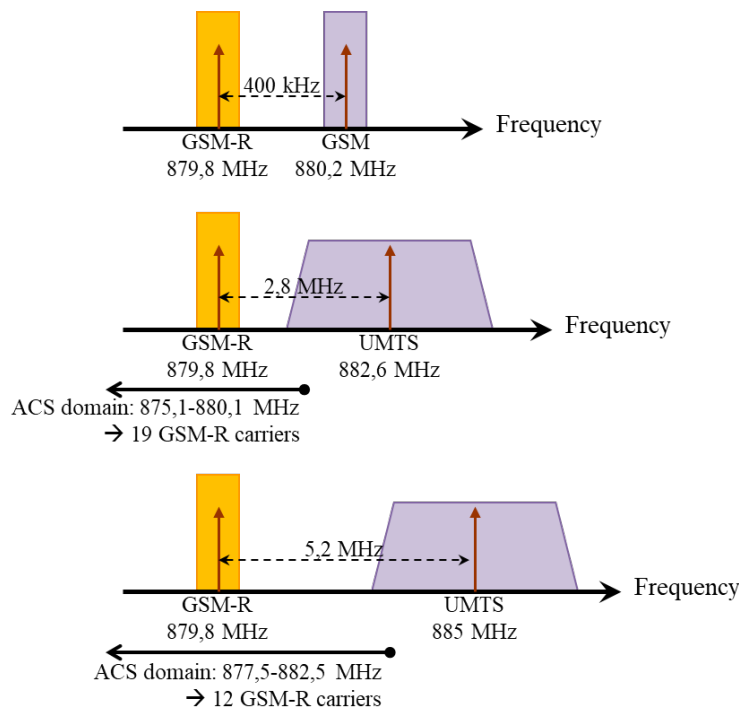 400 kHz
Frequency
GSM-R GSM
879,8 MHz 880,2 MHz
2,8 MHz
Frequency
GSM-R UMTS
879,8 MHz 882,6 MHz
ACS domain: 875,1-880,1 MHz
→ 19 GSM-R carriers
5,2 MHz
Frequency
GSM-R UMTS
879,8 MHz 885 MHz
ACS domain: 877,5-882,5 MHz
→ 12 GSM-R carriers